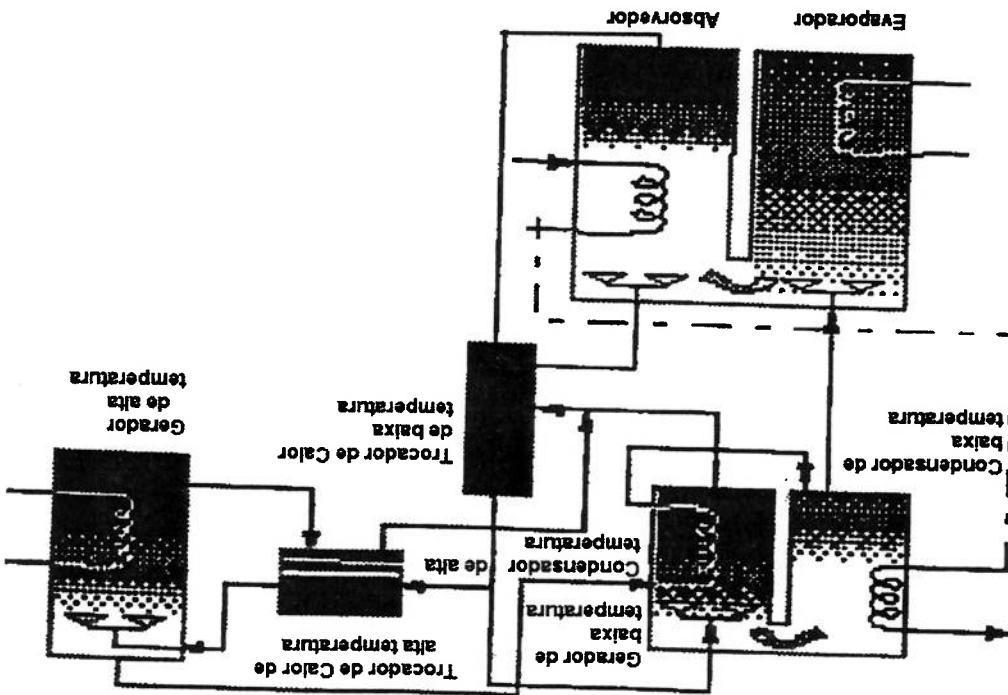 Gerador de
baixa
temperatura
Trocador de Calor de
alta temperatura
Condensador de alta
temperatura
Condensador de
baixa
temperatura
Trocador de Calor
de baixa
temperatura
Gerador
de alta
temperatura
Evaporador
Absorvedor